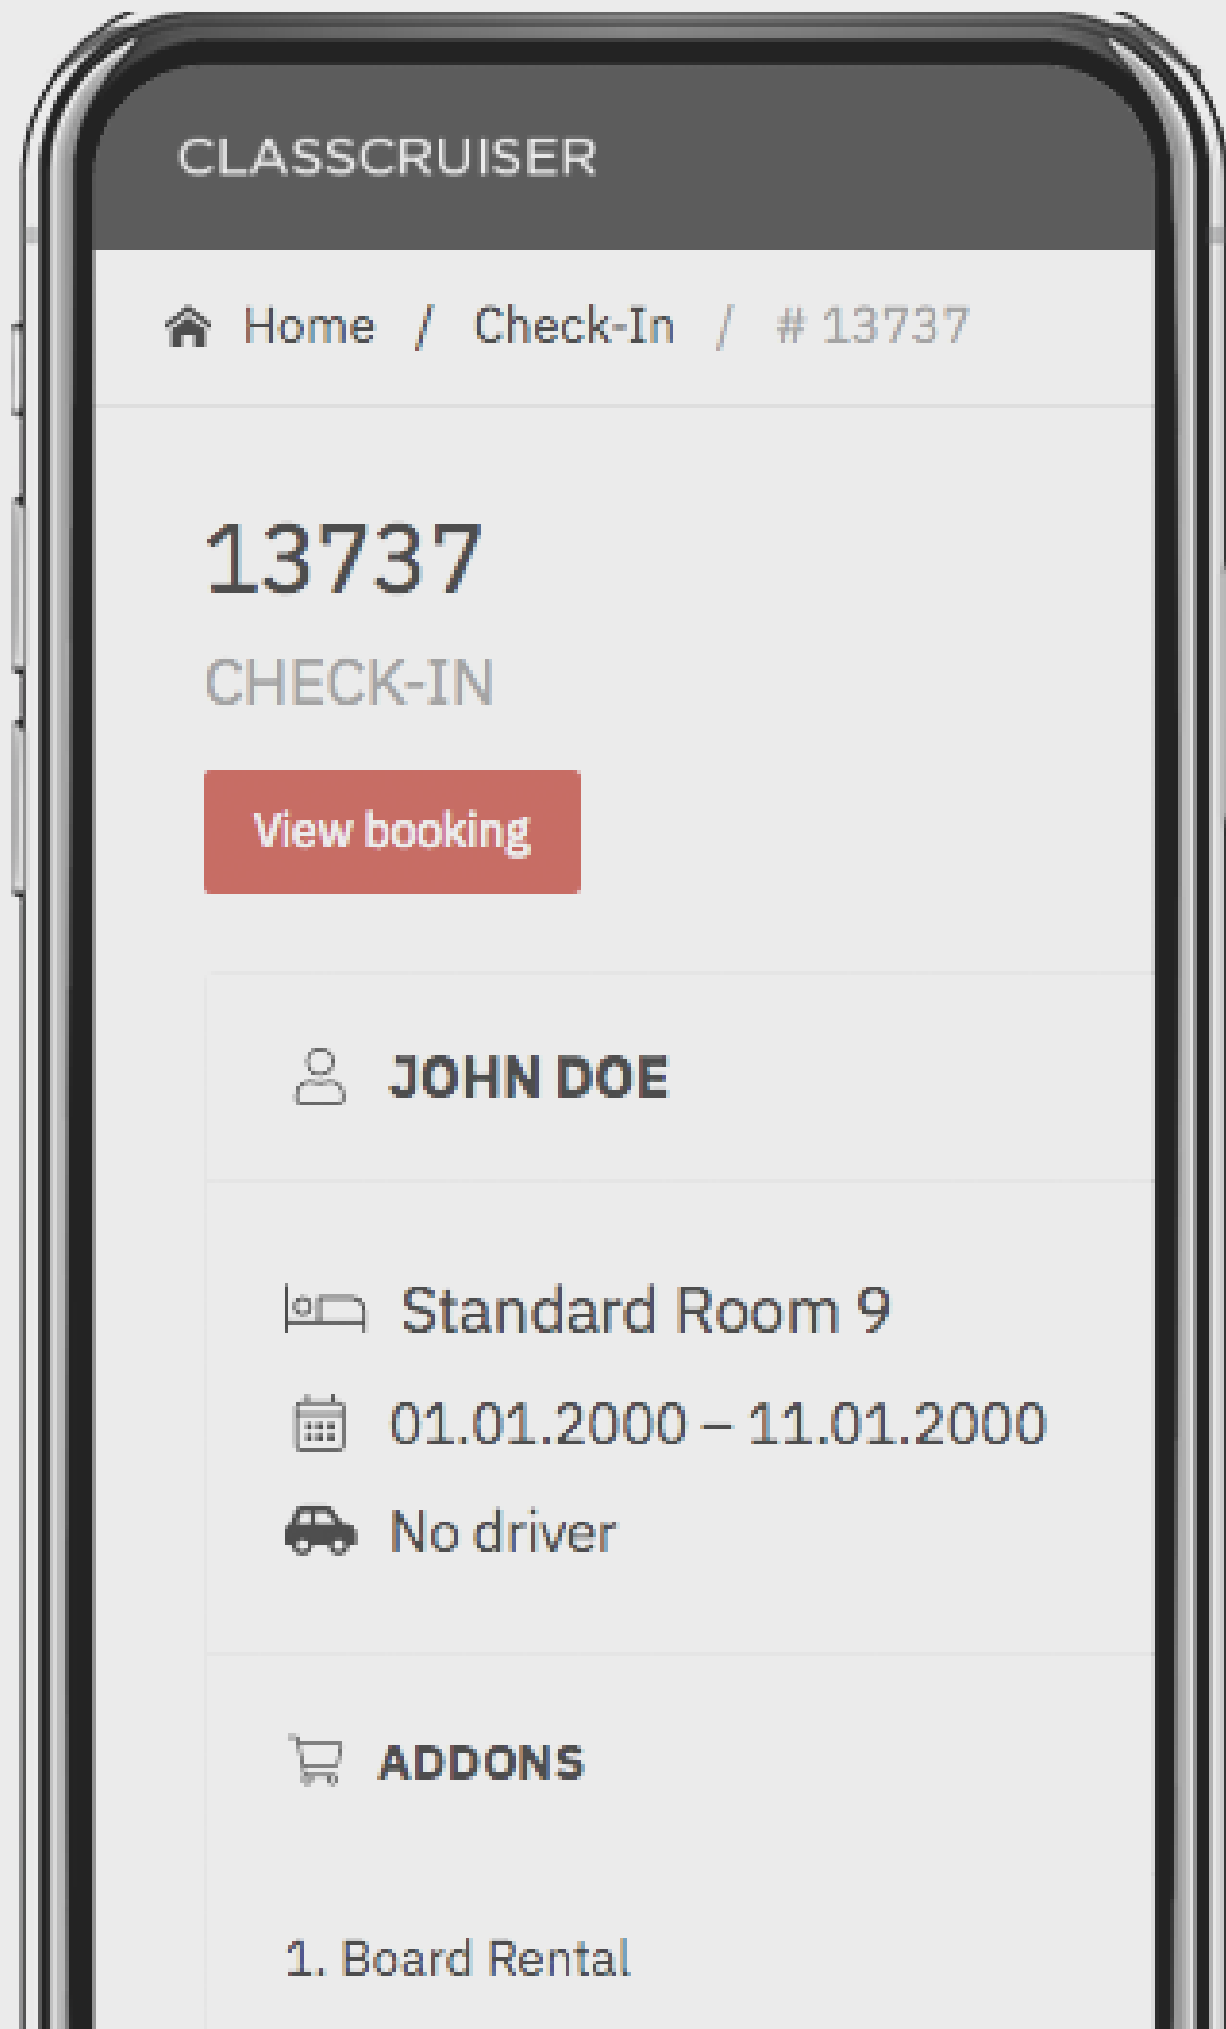 CLASSCRUISER
Home / Check-In / # 13737
13737
CHECK-IN
View booking
JOHN DOE
Standard Room 9
01.01.2000 – 11.01.2000
No driver
ADDONS
1. Board Rental